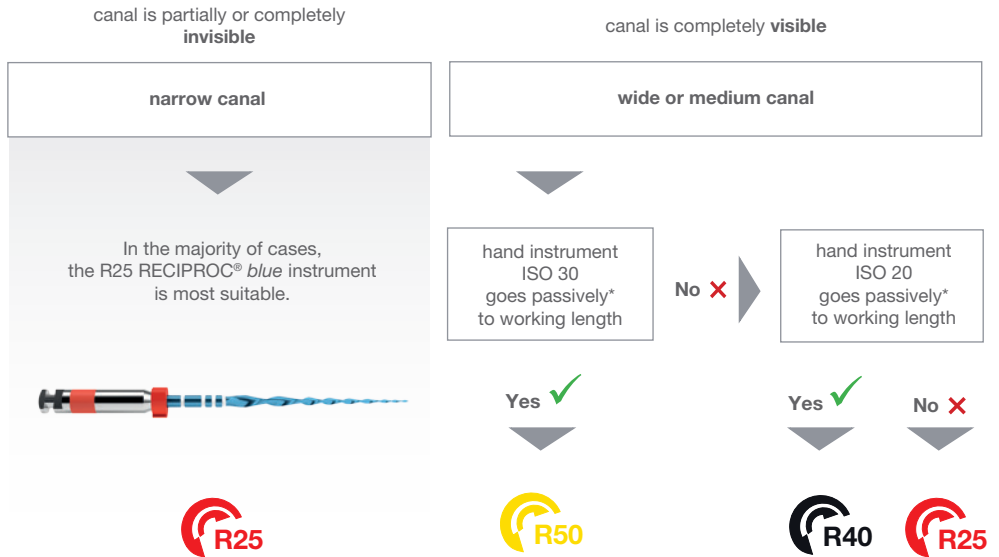 canal is partially or completely
invisible
narrow canal
In the majority of cases,
the R25 RECIPROC® blue instrument
is most suitable.
R25
canal is completely visible
wide or medium canal
hand instrument
ISO 30
goes passively*
to working length
No
hand instrument
ISO 20
goes passively*
to working length
Yes
R50
Yes
No
R40
R25